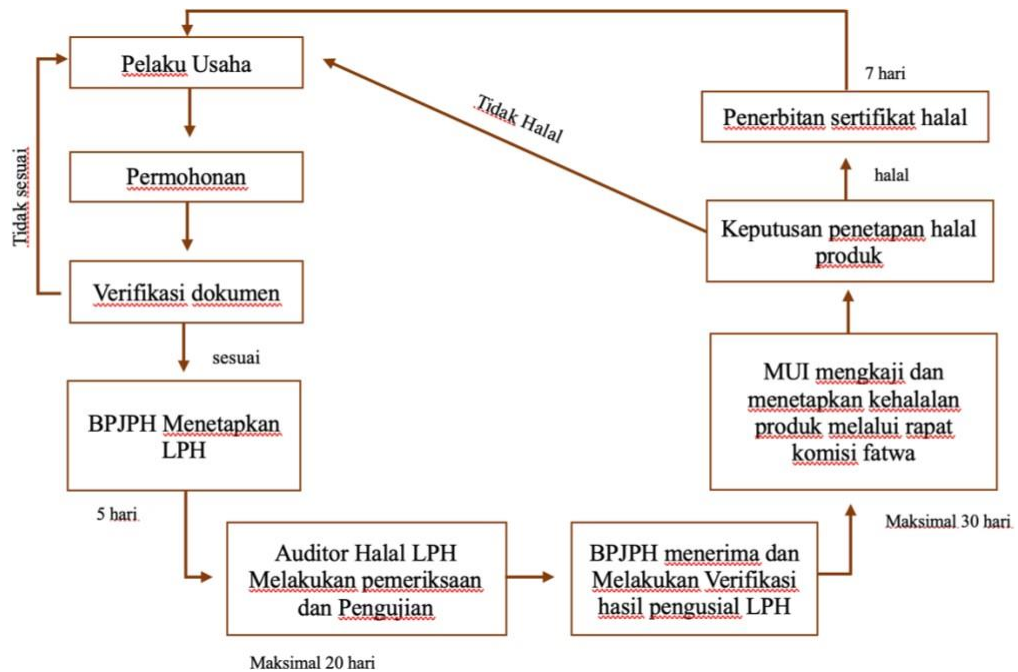 Pelaku Usaha
Permohonan
Tidak sesuai
Verifikasi dokumen
sesuai
BPJPH Menetapkan
LPH
5 hari
Auditor Halal LPH
Melakukan pemeriksaan
dan Pengujian
Maksimal 20 hari
BPJPH menerima dan
Melakukan Verifikasi
hasil pengusial LPH
Maksimal 30 hari
MUI mengkaji dan
menetapkan kehalalan
produk melalui rapat
komisi fatwa
Keputusan penetapan halal
produk
Tidak Halal
halal
Penerbitan sertifikat halal
7 hari